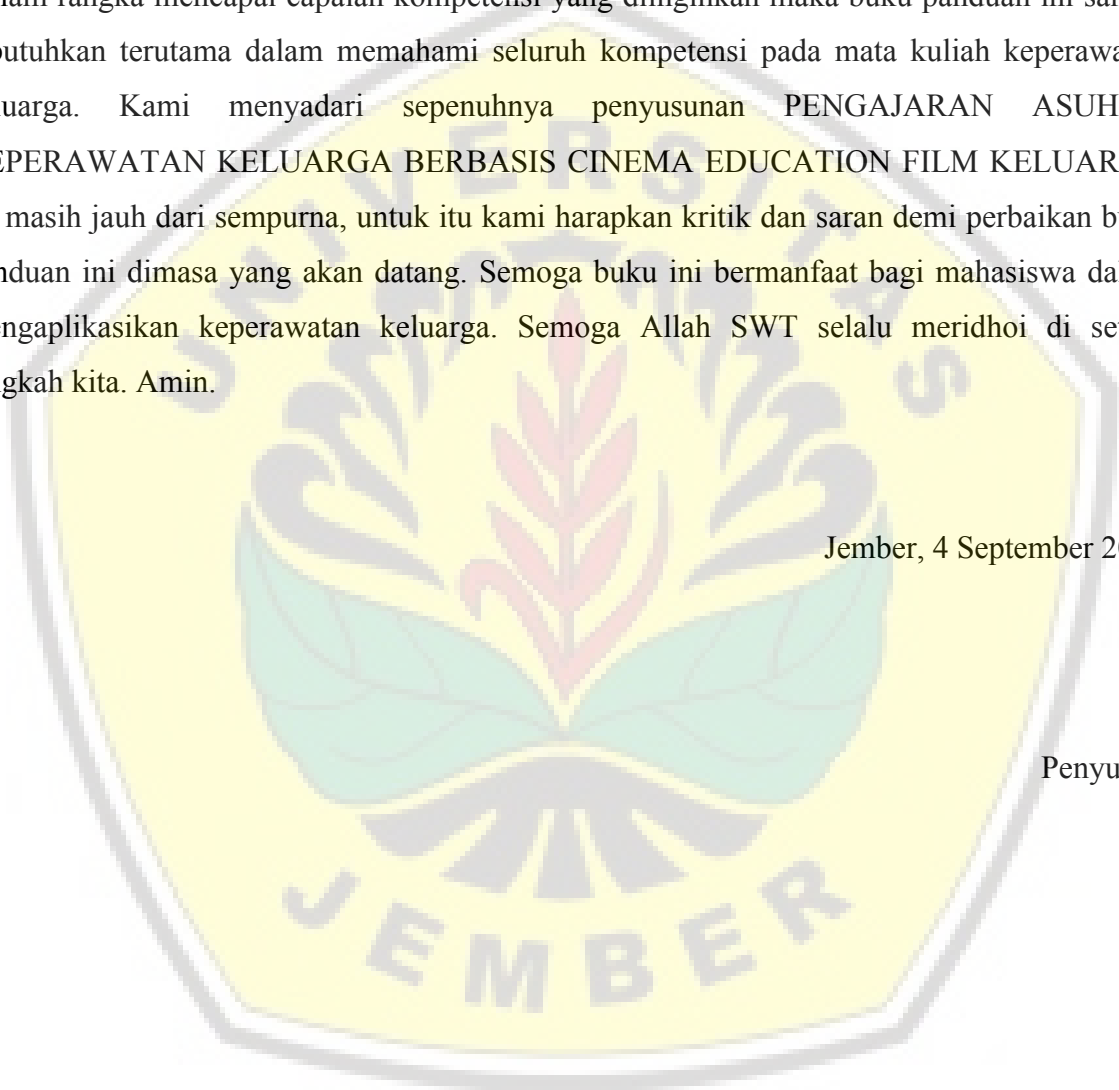 rangka mencapai capaian kompetensi yang diinginkan maka buku panduan ini
butuhkan terutama dalam memahami seluruh kompetensi pada mata kuliah keperawa
luarga. Kami menyadari sepenuhnya penyusunan PENGAJARAN ASUH
EPERAWATAN KELUARGA BERBASIS CINEMA EDUCATION FILM KELUAR
masih jauh dari sempurna, untuk itu kami harapkan kritik dan saran demi perbaikan b
nduan ini dimasa yang akan datang. Semoga buku ini bermanfaat bagi mahasiswa da
engaplikasikan keperawatan keluarga. Semoga Allah SWT selalu meridhoi di se
gkah kita. Amin.
Jember, 4 September 2
Penyu
UNIVERSITAS
JEMBER